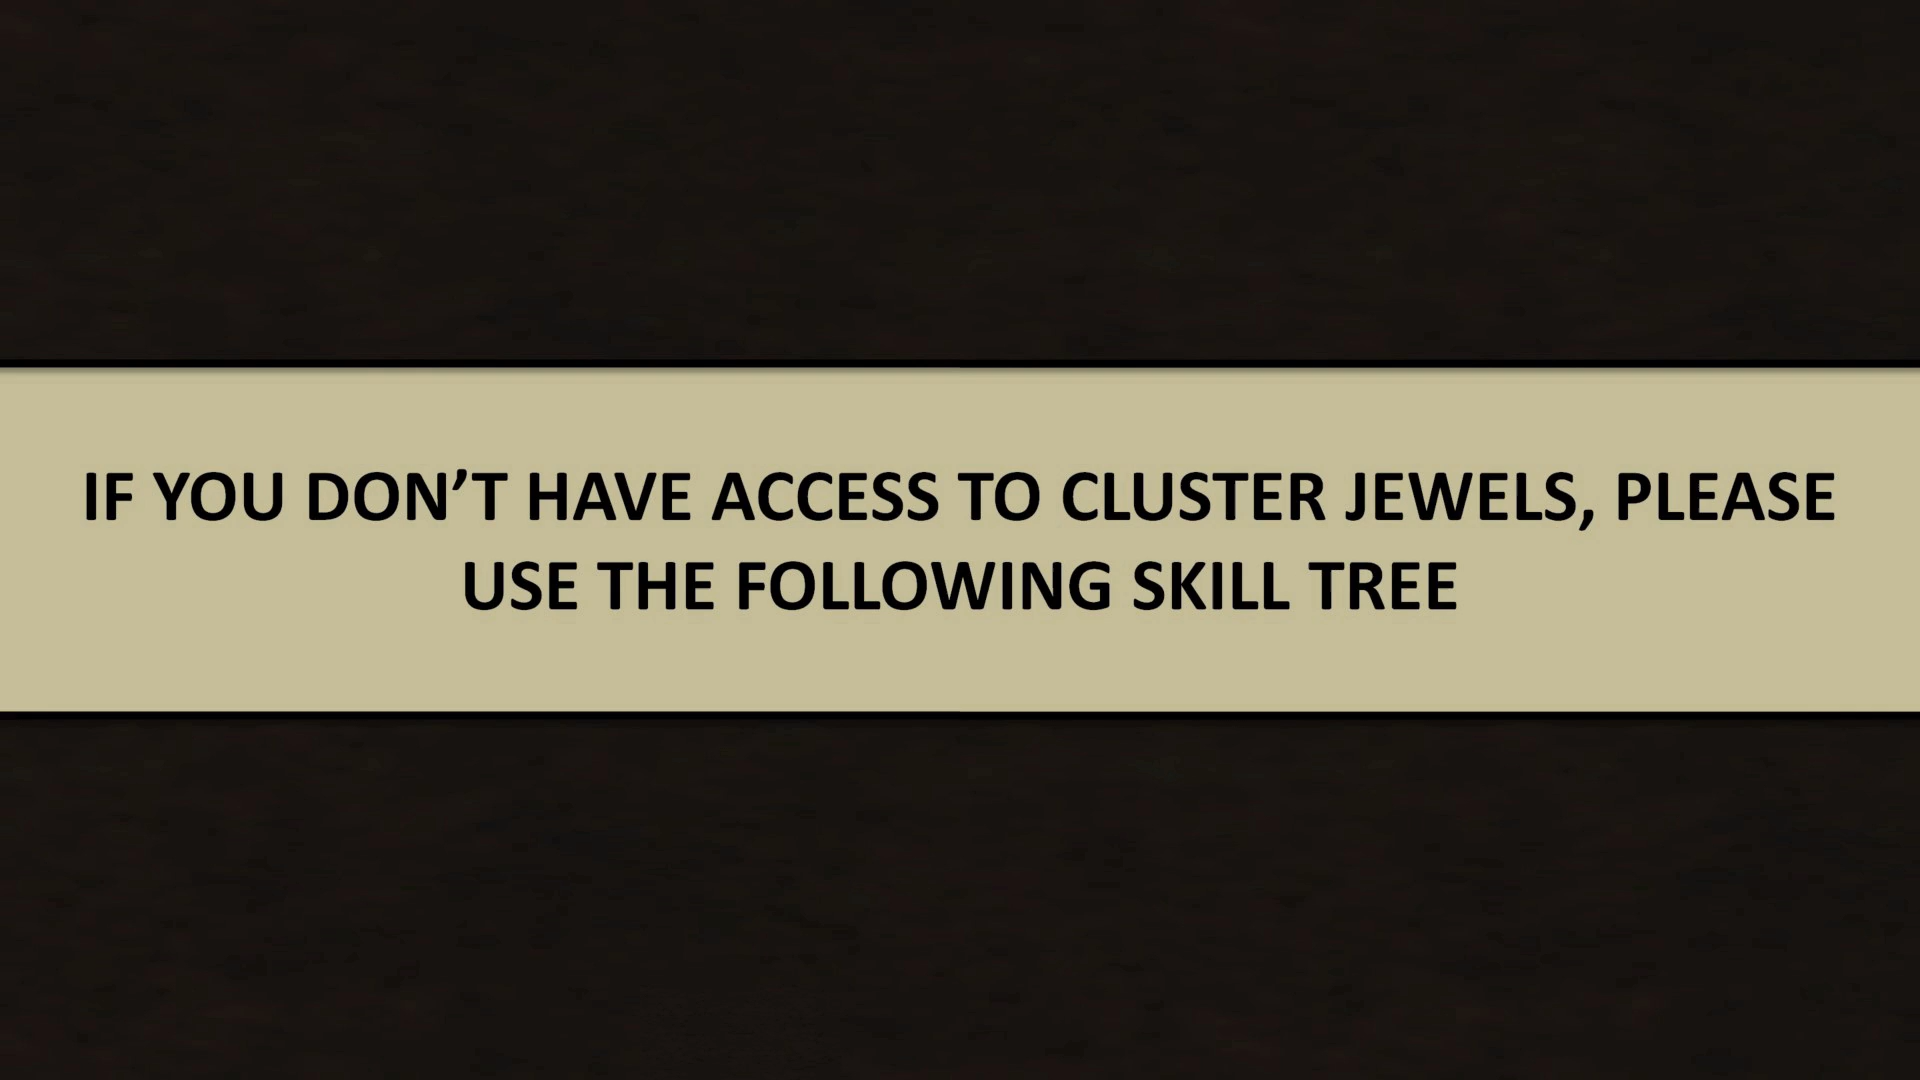 IF YOU DON’T HAVE ACCESS TO CLUSTER JEWELS, PLEASE
USE THE FOLLOWING SKILL TREE